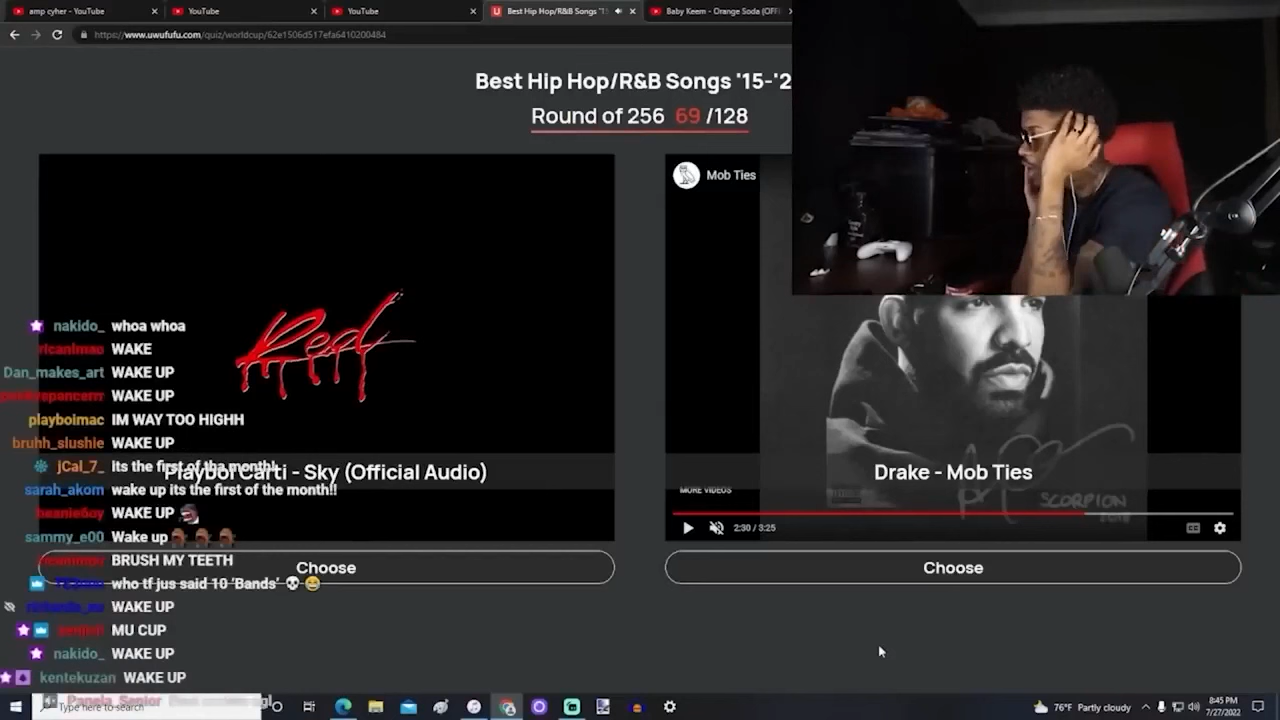 amp cyher - YouTube
YouTube
YouTube
Best Hip Hop/R&B Songs '15
Baby Keem - Orange Soda (OFFI
https://www.uwufufu.com/quiz/worldcup/62e1506d517efa6410200484
Best Hip Hop/R&B Songs '15-'2
Round of 256 69 /128
Mob Ties
Red
nakido_ whoa whoa
ricanlmao WAKE
Dan_makes_art WAKE UP
WAKE UP
playboimac IM WAY TOO HIGHH
bruhh_slushie WAKE UP
jCal_7_ Its the first of tha month!
Playboi Carti - Sky (Official Audio)
Drake - Mob Ties
sarah_akom wake up its the first of the month!!
MORE VIDEOS
SCORPION
WAKE UP
2:30 / 3:25
sammy_e00 Wake up
BRUSH MY TEETH
Choose
Choose
who tf jus said 10 'Bands'
WAKE UP
MU CUP
nakido_ WAKE UP
kentekuzan WAKE UP
Panela_Senior
Type here to search
76°F Partly cloudy
8:45 PM
7/27/2022